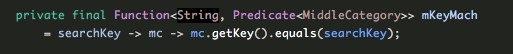 private final Function<String, Predicate<MiddleCategory>> mKeyMach
= searchKey -> mc -> mc.getKey().equals(searchKey);